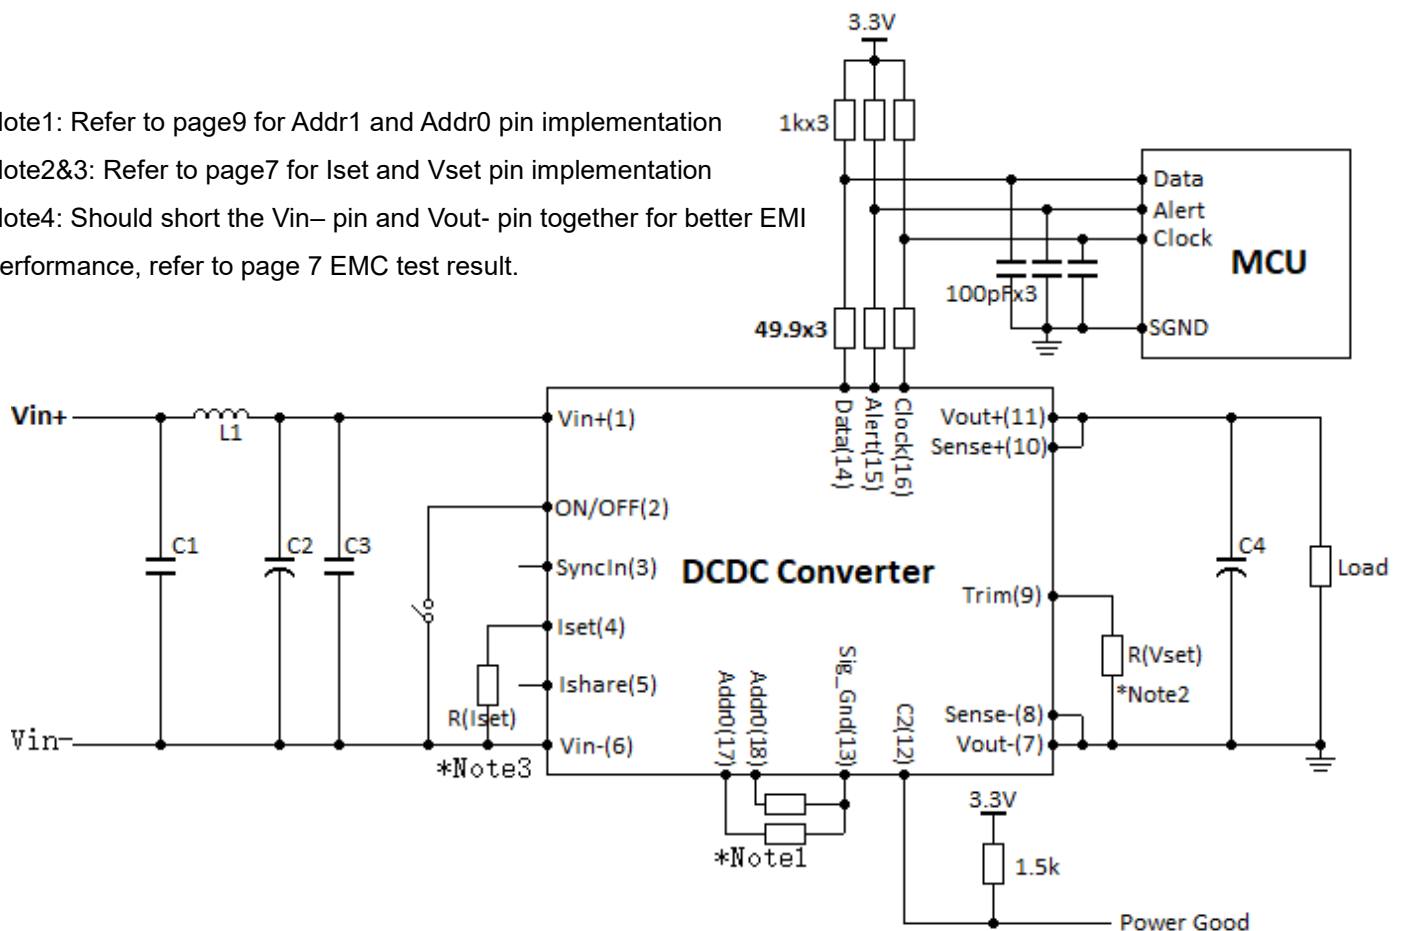 3.3V
ote1: Refer to page9 for Addr1 and Addr0 pin implementation
1kx3
ote2&3: Refer to page7 for Iset and Vset pin implementation
Data
ote4: Should short the Vin– pin and Vout- pin together for better EMI
Alert
Clock
MCU
erformance, refer to page 7 EMC test result.
100pFx3
49.9x3
SGND
Vin+
L1
Vin+(1)
Data(14)
Alert(15)
Clock(16)
Vout+(11)
Sense+(10)
ON/OFF(2)
C1
C2
C3
SyncIn(3)
DCDC Converter
C4
Load
Trim(9)
Iset(4)
R(Vset)
*Note2
Ishare(5)
R(Iset)
Addr0(17)
Addr0(18)
Sig_Gnd(13)
C2(12)
Sense-(8)
Vin-
Vin-(6)
Vout-(7)
*Note3
3.3V
*Note1
1.5k
Power Good